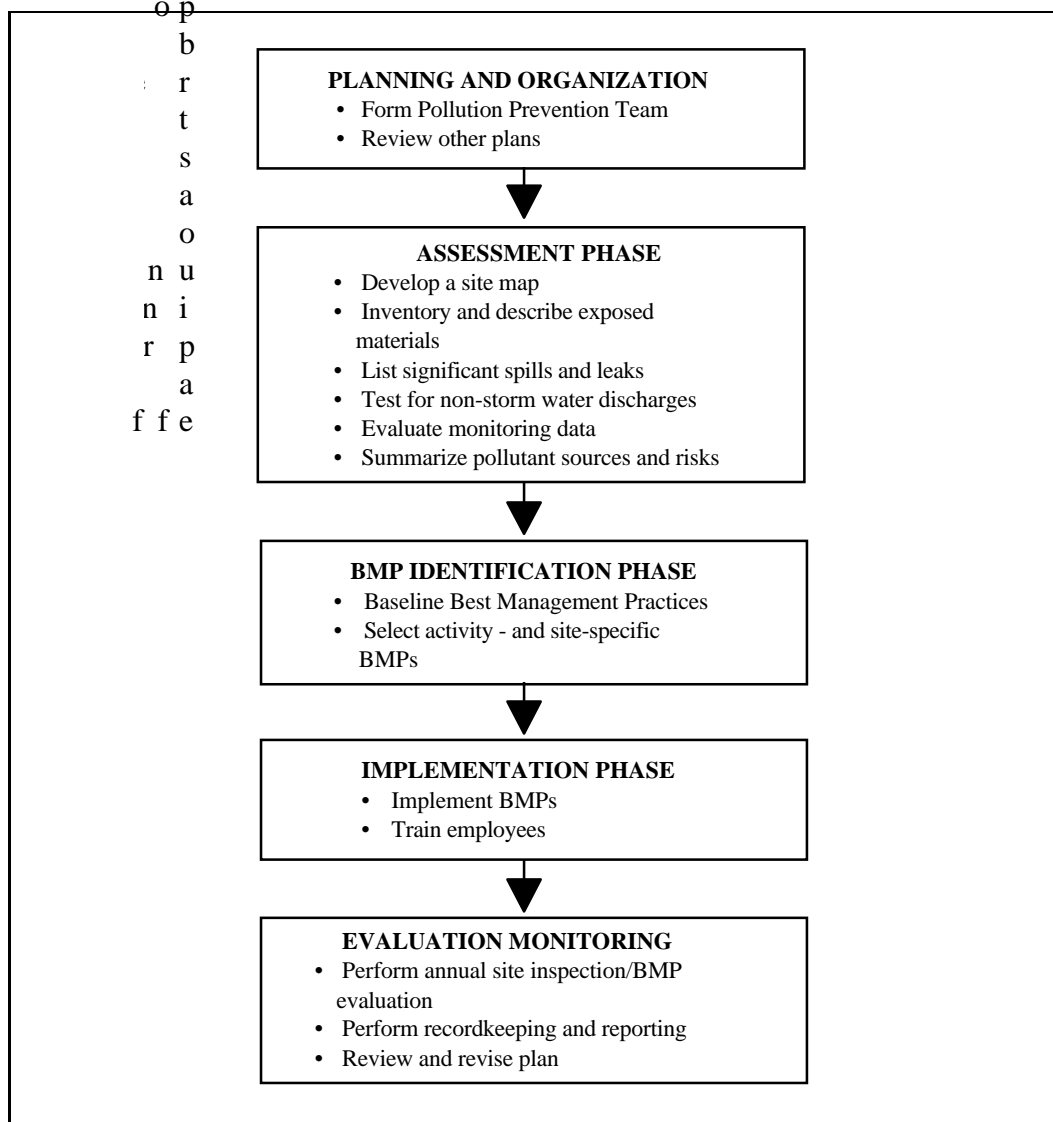 o p
b
r
t
s
a
o
n u
n i
r p
a
f f e
PLANNING AND ORGANIZATION
• Form Pollution Prevention Team
• Review other plans
ASSESSMENT PHASE
• Develop a site map
• Inventory and describe exposed
materials
• List significant spills and leaks
• Test for non-storm water discharges
• Evaluate monitoring data
• Summarize pollutant sources and risks
BMP IDENTIFICATION PHASE
• Baseline Best Management Practices
• Select activity - and site-specific
BMPs
IMPLEMENTATION PHASE
• Implement BMPs
• Train employees
EVALUATION MONITORING
• Perform annual site inspection/BMP
evaluation
• Perform recordkeeping and reporting
• Review and revise plan